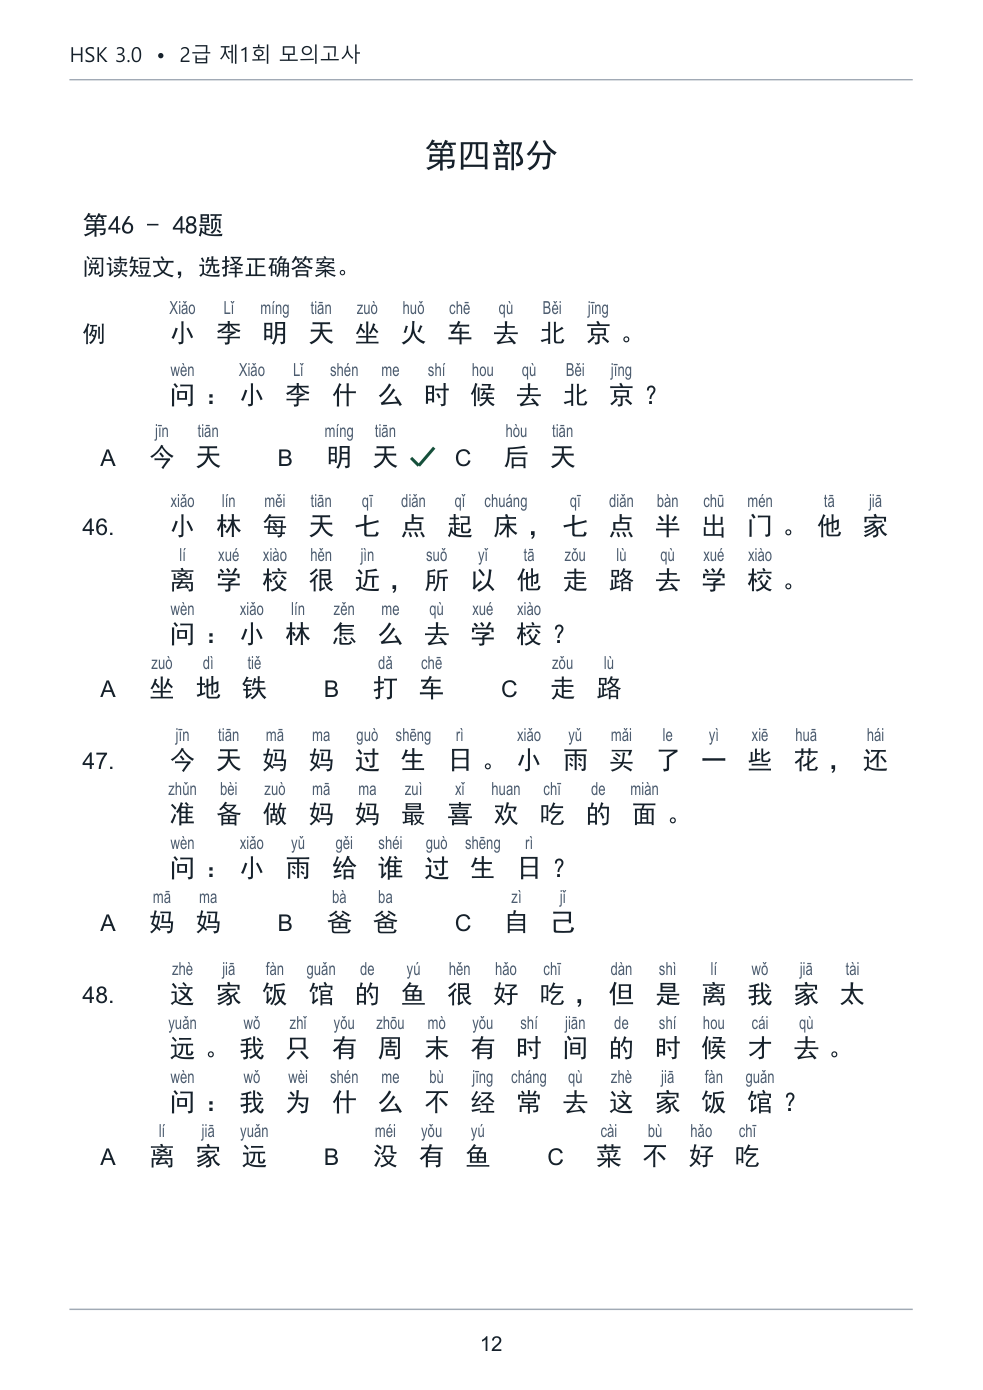 HSK 3.0 • 2급 제1회 모의고사
第四部分
第46 – 48题
阅读短文，选择正确答案。
Xiǎo Lǐ míng tiān zuò huǒ chē qù Běi jīng
例 小李明天坐火车去北京。
wèn Xiǎo Lǐ shén me shí hou qù Běi jīng
问：小李什么时候去北京？
jīn tiān míng tiān hòu tiān
A 今天 B 明天 ✓ C 后天
xiǎo lín měi tiān qī diǎn qǐ chuáng qī diǎn bàn chū mén tā jiā
46. 小林每天七点起床，七点半出门。他家
lí xué xiào hěn jìn suǒ yǐ tā zǒu lù qù xué xiào
离学校很近，所以他走路去学校。
wèn xiǎo lín zěn me qù xué xiào
问：小林怎么去学校？
zuò dì tiě dǎ chē zǒu lù
A 坐地铁 B 打车 C 走路
jīn tiān mā ma guò shēng rì xiǎo yǔ mǎi le yì xiē huā hái
47. 今天妈妈过生日。小雨买了一些花，还
zhǔn bèi zuò mā ma zuì xǐ huan chī de miàn
准备做妈妈最喜欢吃的面。
wèn xiǎo yǔ gěi shéi guò shēng rì
问：小雨给谁过生日？
mā ma bà ba zì jǐ
A 妈妈 B 爸爸 C 自己
zhè jiā fàn guǎn de yú hěn hǎo chī dàn shì lí wǒ jiā tài
48. 这家饭馆的鱼很好吃，但是离我家太
yuǎn wǒ zhǐ yǒu zhōu mò yǒu shí jiān de shí hou cái qù
远。我只有周末有时间的时候才去。
wèn wǒ wèi shén me bù jīng cháng qù zhè jiā fàn guǎn
问：我为什么不经常去这家饭馆？
lí jiā yuǎn méi yǒu yú cài bù hǎo chī
A 离家远 B 没有鱼 C 菜不好吃
12